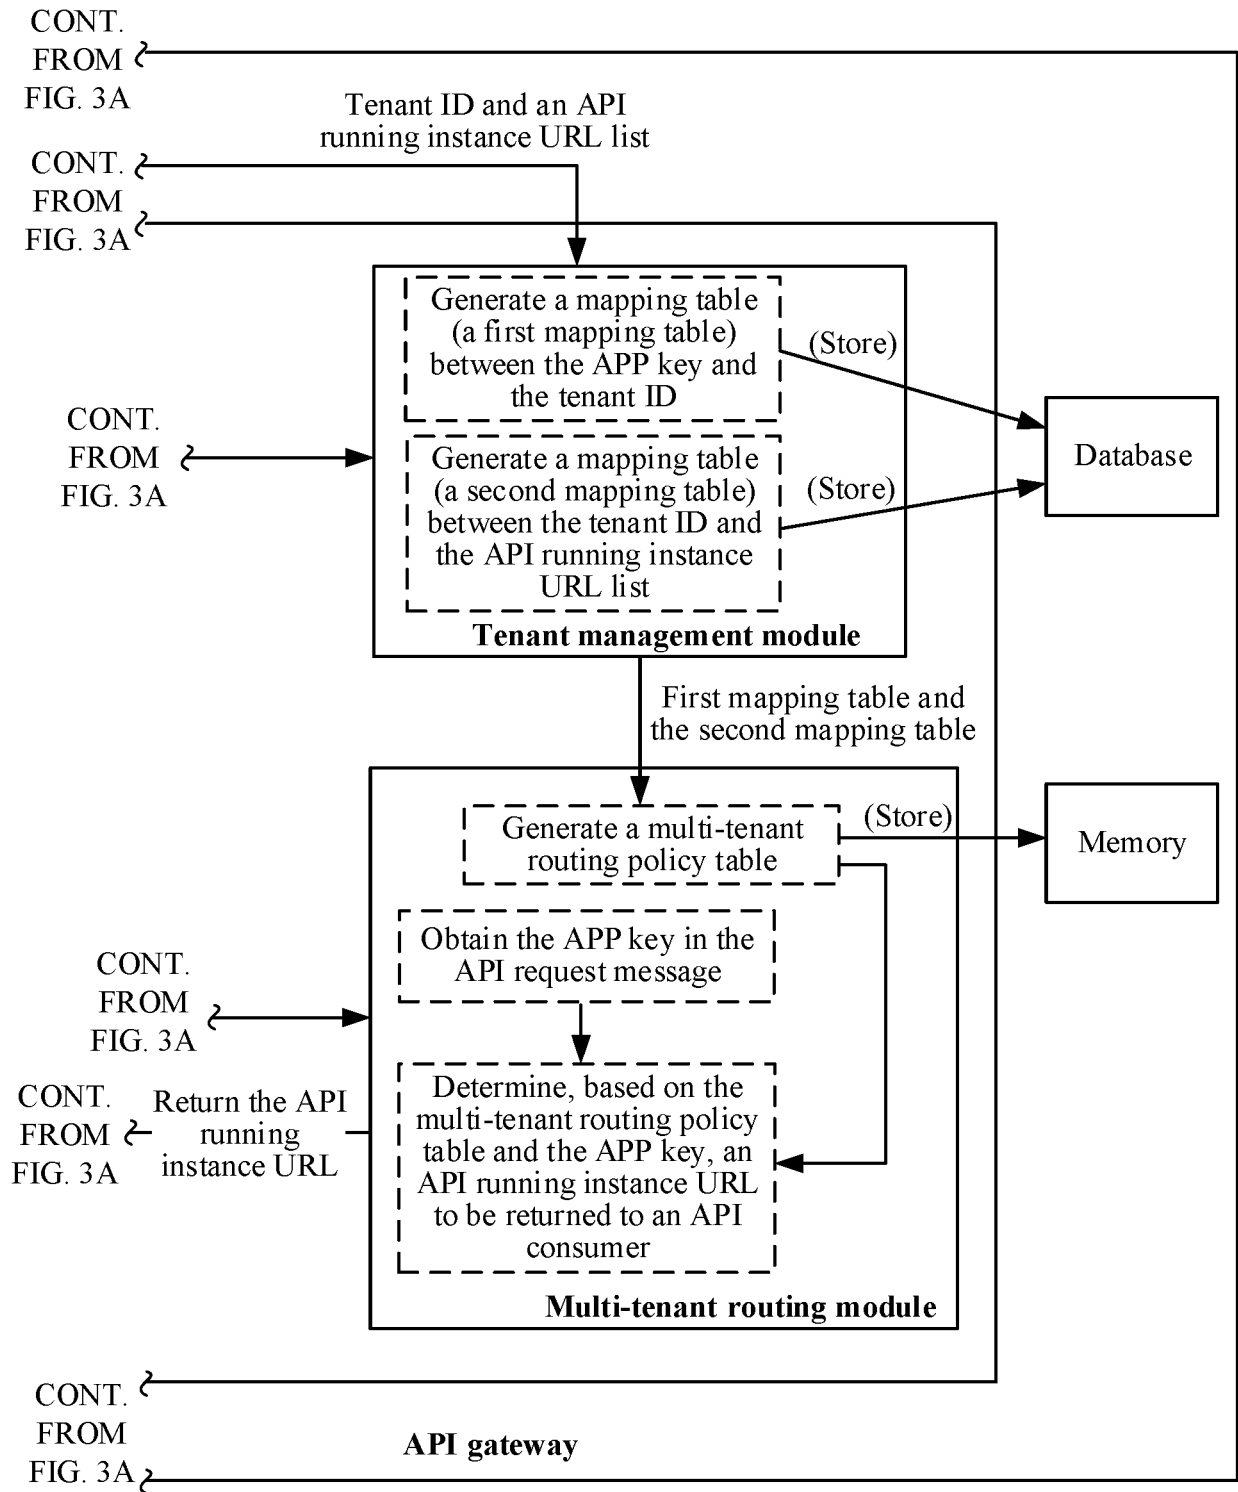 CONT.
FROM
FIG. 3A
Tenant ID and an API
running instance URL list
CONT.
FROM
FIG. 3A
Generate a mapping table
(a first mapping table)
between the APP key and
the tenant ID
(Store)
CONT.
FROM
FIG. 3A
Generate a mapping table
(a second mapping table)
between the tenant ID and
the API running instance
URL list
(Store)
Database
Tenant management module
First mapping table and
the second mapping table
Generate a multi-tenant
routing policy table
(Store)
Memory
Obtain the APP key in the
API request message
CONT.
FROM
FIG. 3A
Determine, based on the
multi-tenant routing policy
table and the APP key, an
API running instance URL
to be returned to an API
consumer
CONT.
FROM
FIG. 3A
Return the API
running
instance URL
Multi-tenant routing module
CONT.
FROM
FIG. 3A
API gateway